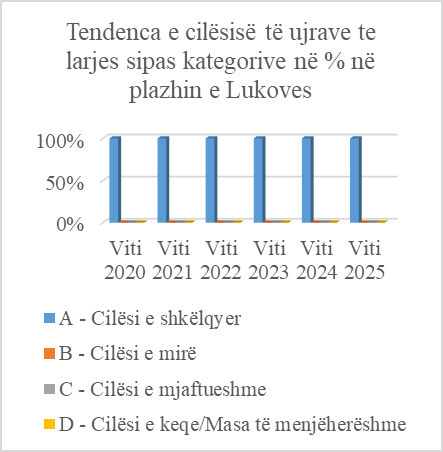 Tendenca e cilësisë të ujrave te
larjes sipas kategorive në % në
plazhin e Lukoves
100%
50%
0%
Viti 2020
Viti 2021
Viti 2022
Viti 2023
Viti 2024
Viti 2025
A - Cilësi e shkëlqyer
B - Cilësi e mirë
C - Cilësi e mjaftueshme
D - Cilësi e keqe/Masa të menjëherëshme